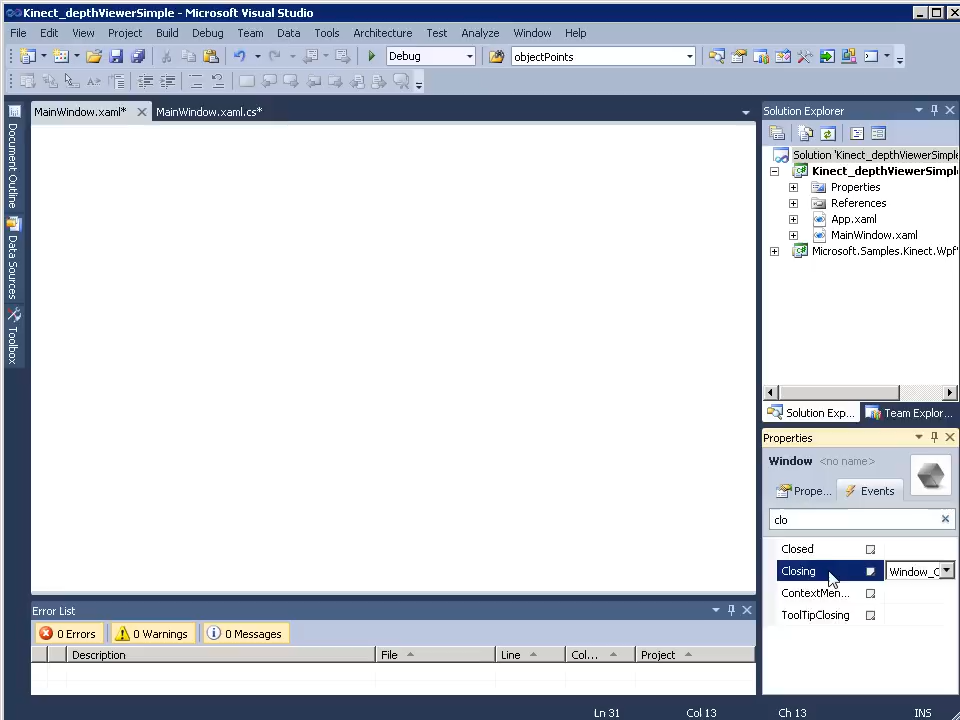 Kinect_depthViewerSimple - Microsoft Visual Studio
File Edit View Project Build Debug Team Data Tools Architecture Test Analyze Window Help
Debug objectPoints
MainWindow.xaml* MainWindow.xaml.cs*
Document Outline
Data Sources
Toolbox
Solution Explorer
Solution 'Kinect_depthViewerSimple
Kinect_depthViewerSimpl
Properties
References
App.xaml
MainWindow.xaml
Microsoft.Samples.Kinect.Wpf
Solution Exp... Team Explor...
Properties
Window <no name>
Prope... Events
clo
Closed
Closing Window_C
ContextMen...
ToolTipClosing
Error List
0 Errors 0 Warnings 0 Messages
Description File Line Col... Project
Ln 31 Col 13 Ch 13 INS